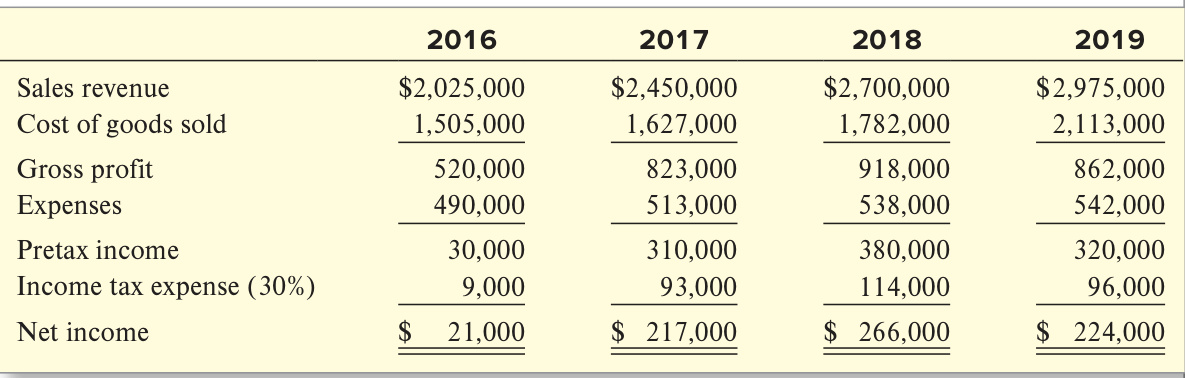 2016 2017 2018 2019
Sales revenue $2,025,000 $2,450,000 $2,700,000 $2,975,000
Cost of goods sold 1,505,000 1,627,000 1,782,000 2,113,000
Gross profit 520,000 823,000 918,000 862,000
Expenses 490,000 513,000 538,000 542,000
Pretax income 30,000 310,000 380,000 320,000
Income tax expense (30%) 9,000 93,000 114,000 96,000
Net income $ 21,000 $ 217,000 $ 266,000 $ 224,000